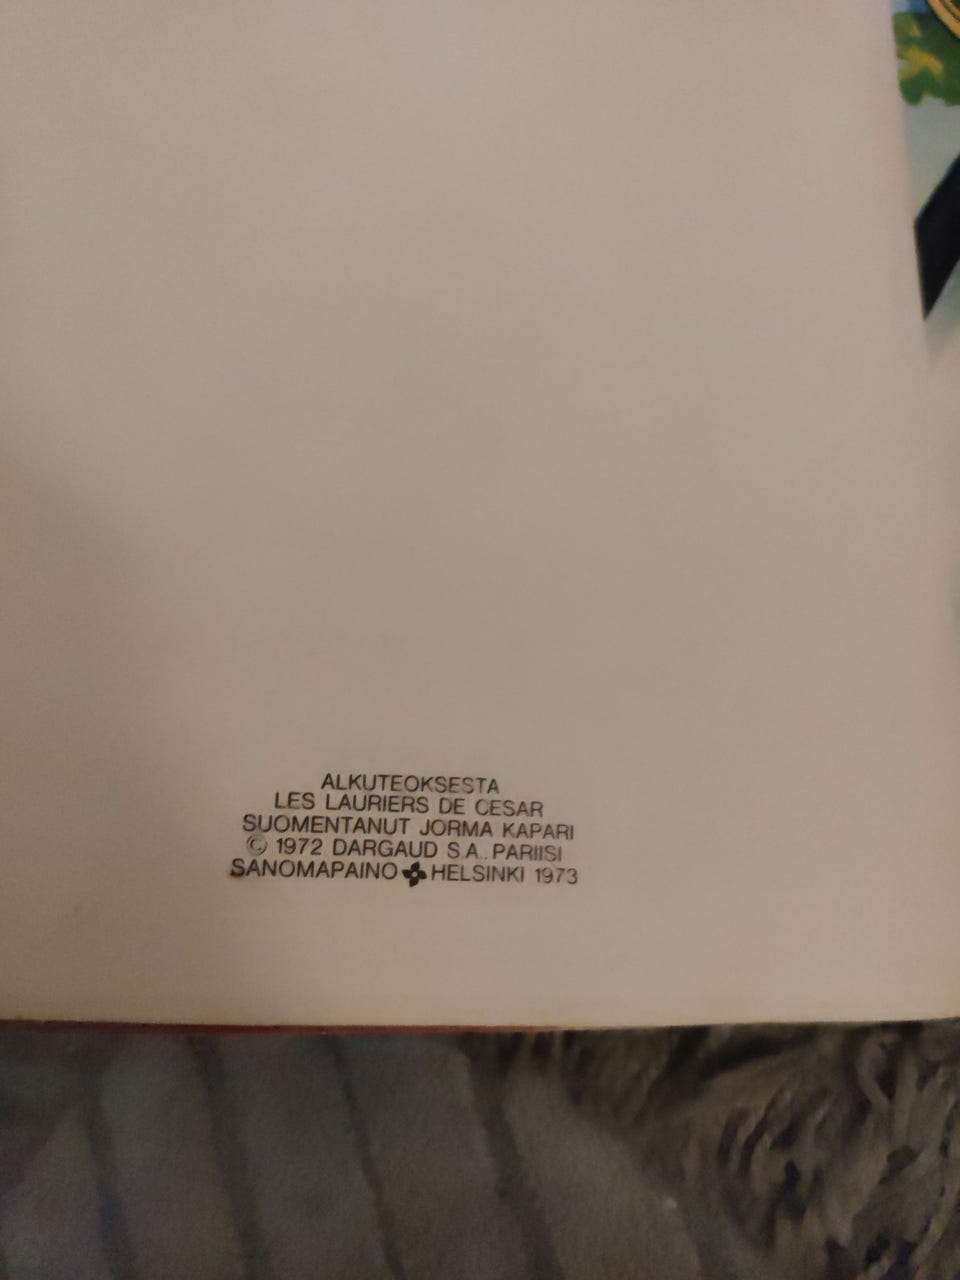 ALKUTEOKSESTA
LES LAURIERS DE CESAR
SUOMENTANUT JORMA KAPARI
© 1972 DARGAUD S.A. PARIISI
SANOMAPAINO HELSINKI 1973